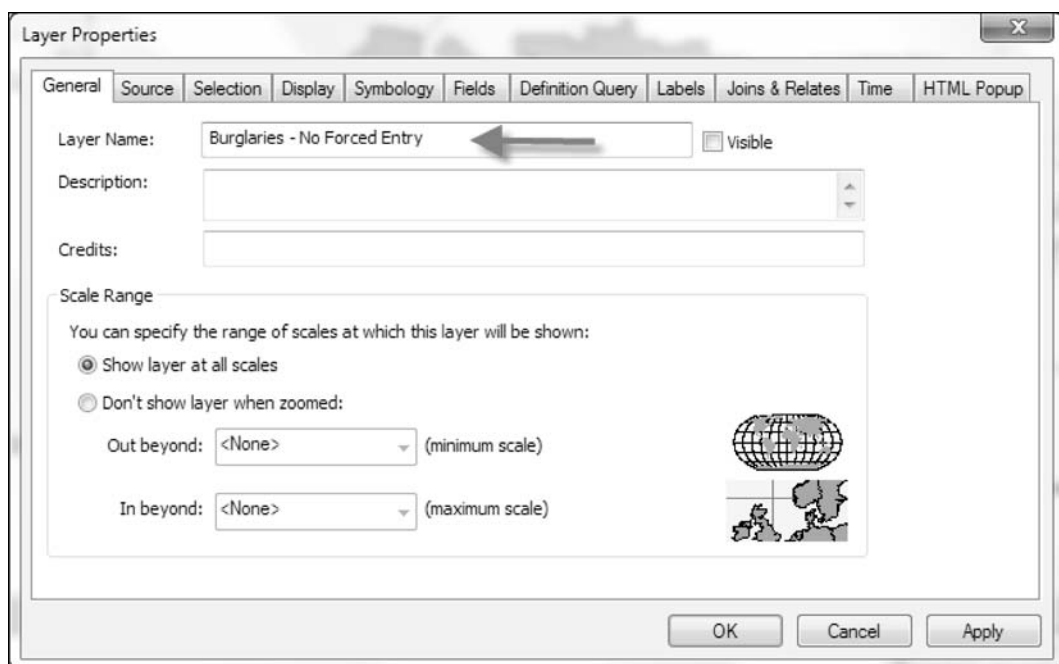 Layer Properties
X
General Source Selection Display Symbology Fields Definition Query Labels Joins & Relates Time HTML Popup
Layer Name: Burglaries - No Forced Entry Visible
Description:
Credits:
Scale Range
You can specify the range of scales at which this layer will be shown:
Show layer at all scales
Don't show layer when zoomed:
Out beyond: <None> (minimum scale)
In beyond: <None> (maximum scale)
OK Cancel Apply